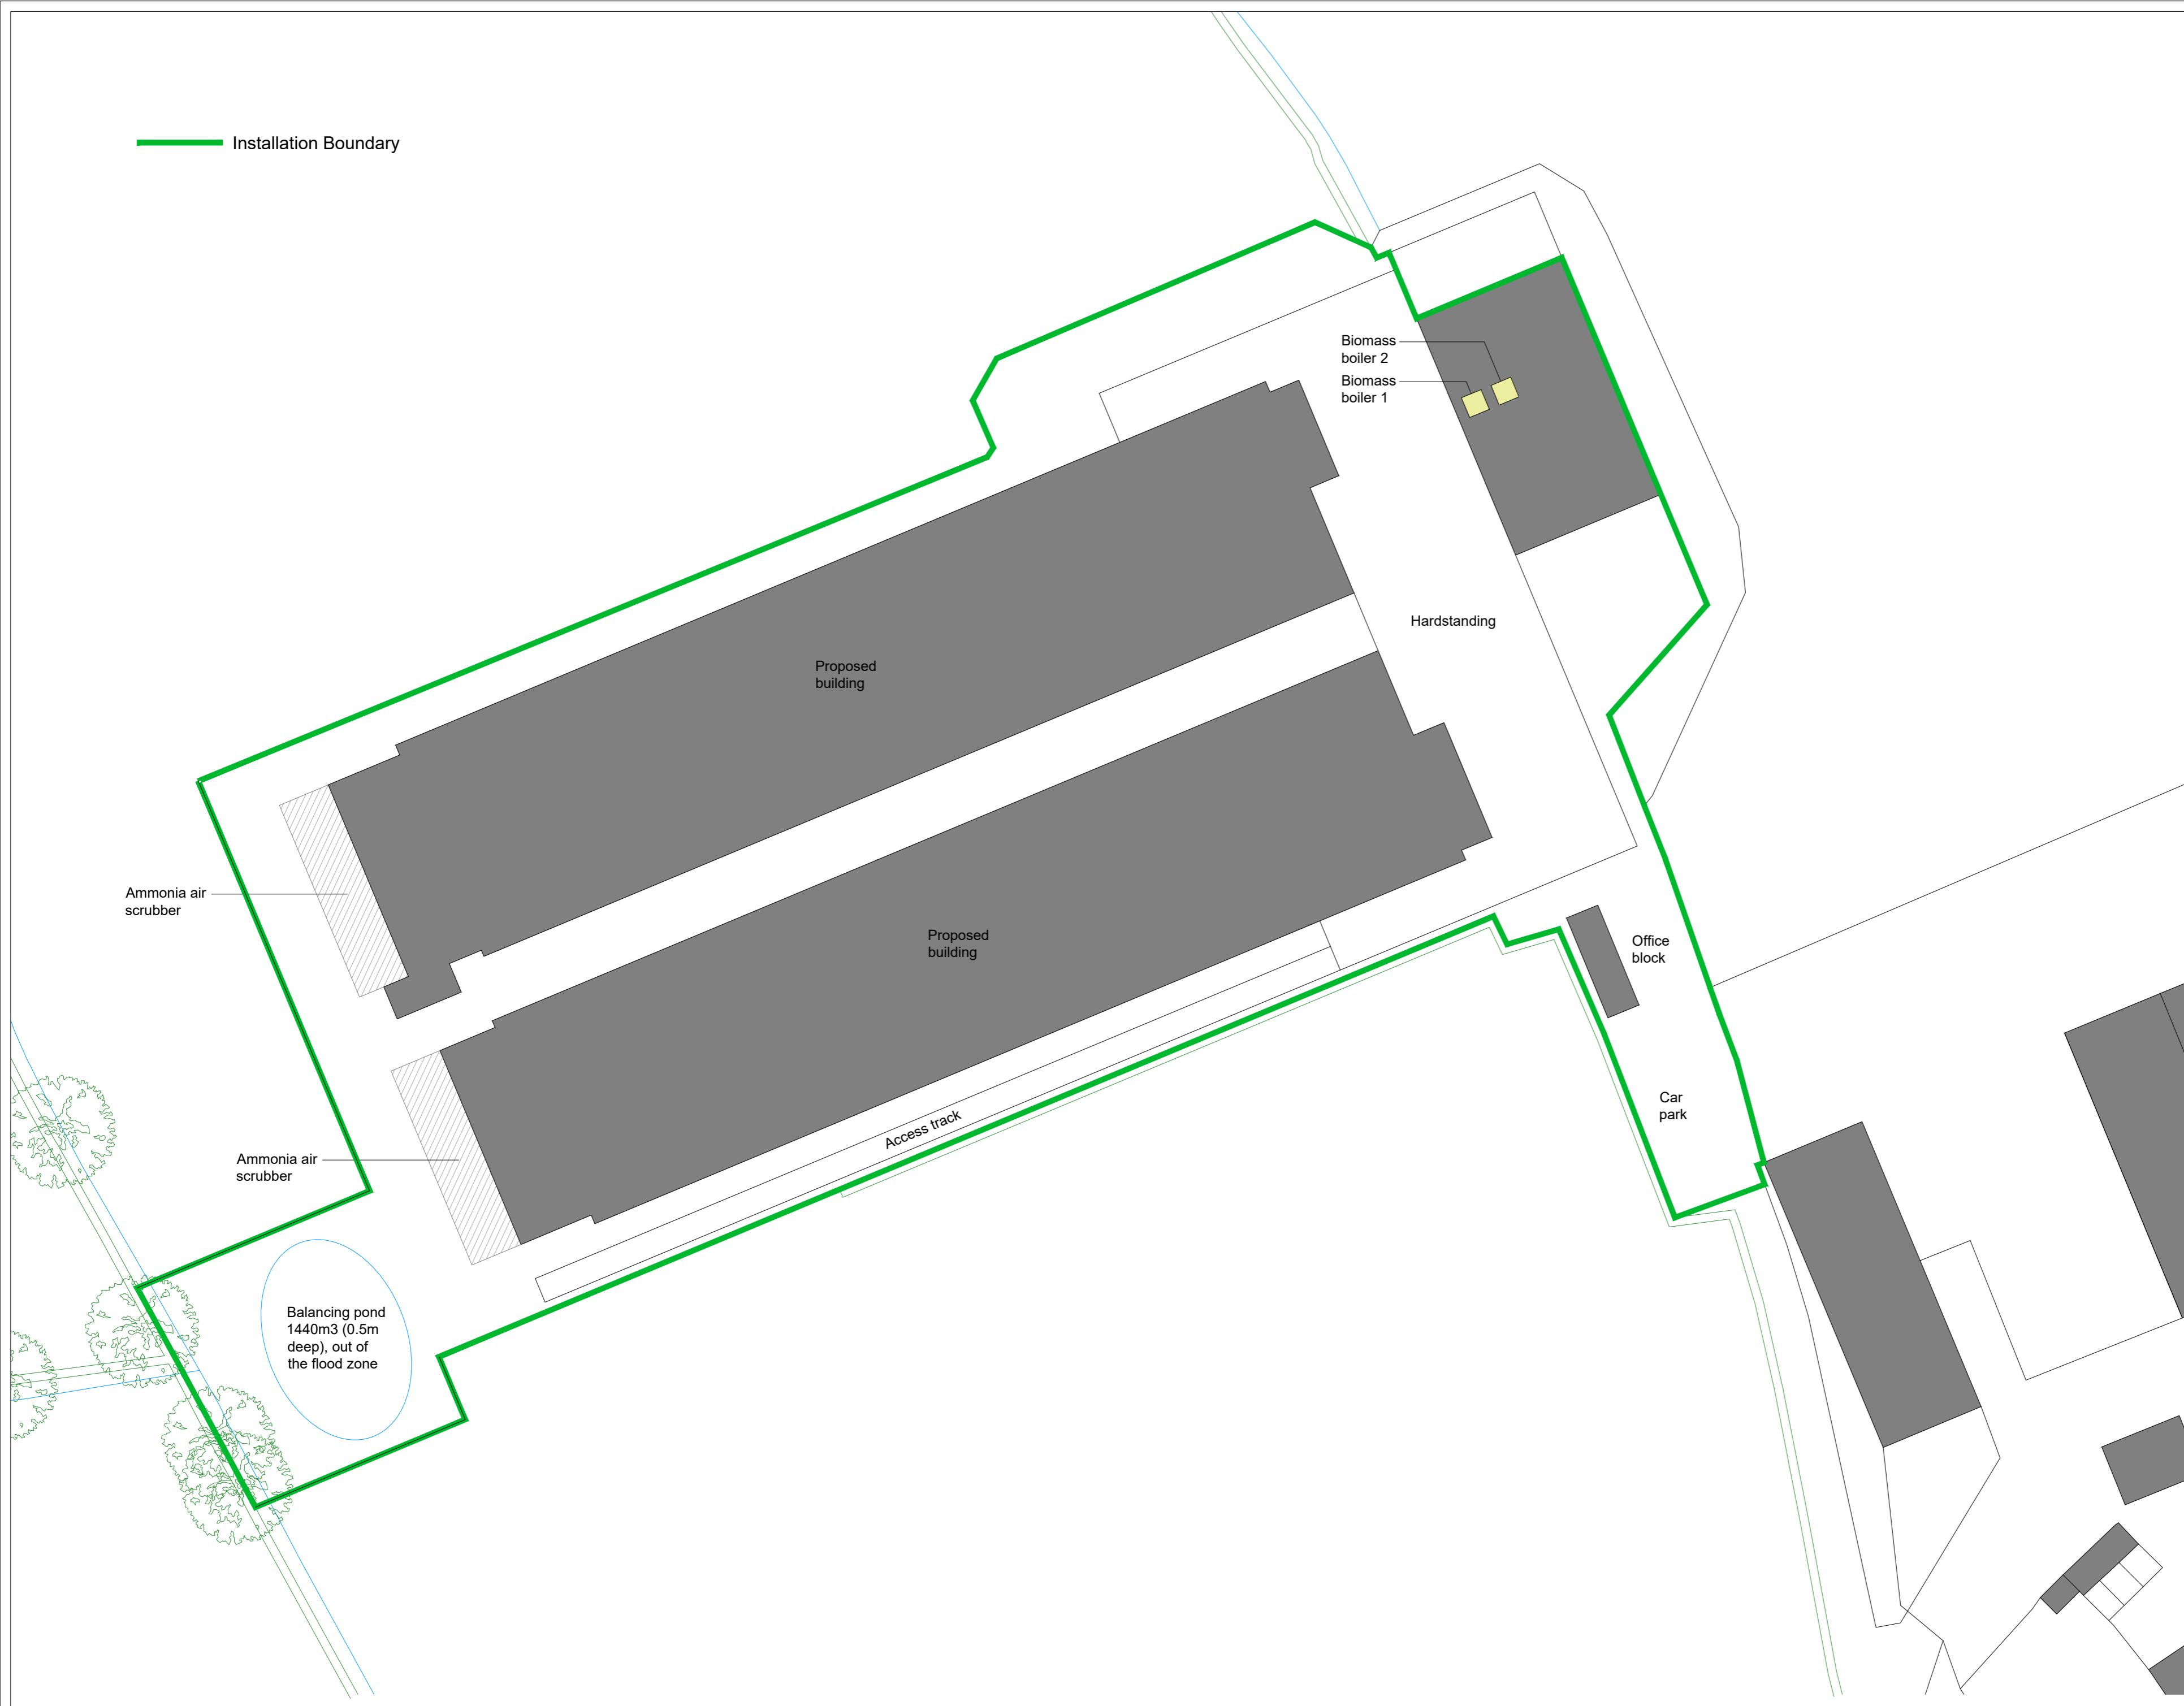 Installation Boundary
Biomass
boiler 2
Biomass
boiler 1
Hardstanding
Proposed
building
Ammonia air
scrubber
Proposed
building
Office
block
Car
park
Access track
Ammonia air
scrubber
Balancing pond
1440m3 (0.5m
deep), out of
the flood zone